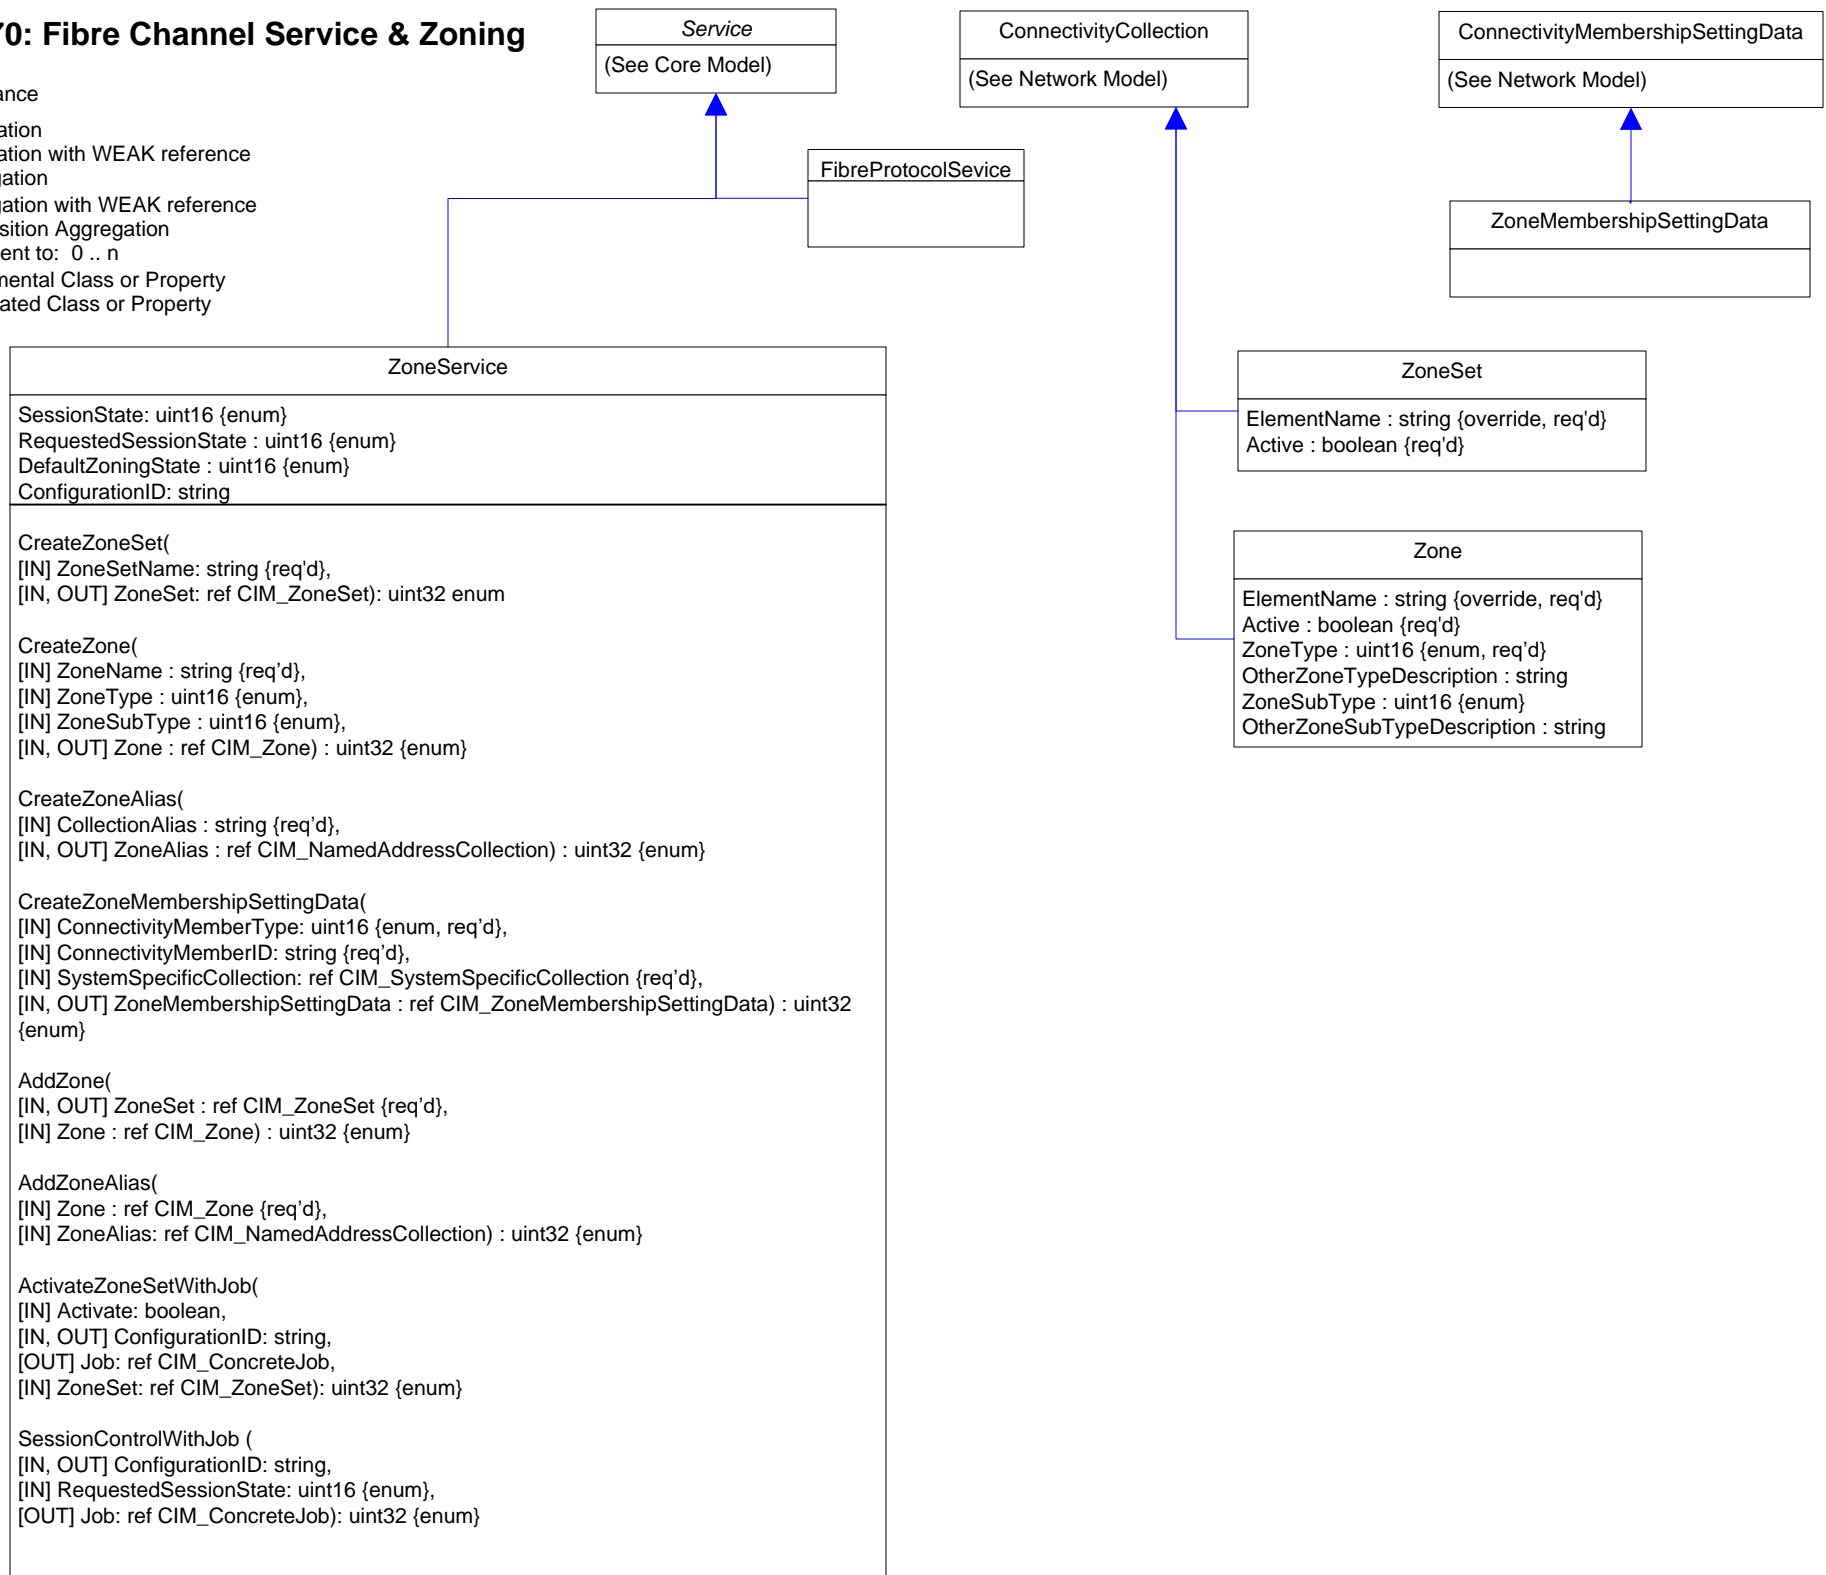 70: Fibre Channel Service & Zoning
ance
ation
ation with WEAK reference
gation
gation with WEAK reference
sition Aggregation
ent to:  0 .. n
mental Class or Property
ated Class or Property
Service
(See Core Model)
FibreProtocolSevice
ConnectivityCollection
(See Network Model)
ConnectivityMembershipSettingData
(See Network Model)
ZoneMembershipSettingData
ZoneService
SessionState: uint16 {enum}
RequestedSessionState : uint16 {enum}
DefaultZoningState : uint16 {enum}
ConfigurationID: string
CreateZoneSet(
[IN] ZoneSetName: string {req'd},
[IN, OUT] ZoneSet: ref CIM_ZoneSet): uint32 enum
CreateZone(
[IN] ZoneName : string {req’d},
[IN] ZoneType : uint16 {enum},
[IN] ZoneSubType : uint16 {enum},
[IN, OUT] Zone : ref CIM_Zone) : uint32 {enum}
CreateZoneAlias(
[IN] CollectionAlias : string {req’d},
[IN, OUT] ZoneAlias : ref CIM_NamedAddressCollection) : uint32 {enum}
CreateZoneMembershipSettingData(
[IN] ConnectivityMemberType: uint16 {enum, req’d},
[IN] ConnectivityMemberID: string {req’d},
[IN] SystemSpecificCollection: ref CIM_SystemSpecificCollection {req’d},
[IN, OUT] ZoneMembershipSettingData : ref CIM_ZoneMembershipSettingData) : uint32
{enum}
AddZone(
[IN, OUT] ZoneSet : ref CIM_ZoneSet {req’d},
[IN] Zone : ref CIM_Zone) : uint32 {enum}
AddZoneAlias(
[IN] Zone : ref CIM_Zone {req’d},
[IN] ZoneAlias: ref CIM_NamedAddressCollection) : uint32 {enum}
ActivateZoneSetWithJob(
[IN] Activate: boolean,
[IN, OUT] ConfigurationID: string,
[OUT] Job: ref CIM_ConcreteJob,
[IN] ZoneSet: ref CIM_ZoneSet): uint32 {enum}
SessionControlWithJob (
[IN, OUT] ConfigurationID: string,
[IN] RequestedSessionState: uint16 {enum},
[OUT] Job: ref CIM_ConcreteJob): uint32 {enum}
ZoneSet
ElementName : string {override, req'd}
Active : boolean {req'd}
Zone
ElementName : string {override, req’d}
Active : boolean {req'd}
ZoneType : uint16 {enum, req’d}
OtherZoneTypeDescription : string
ZoneSubType : uint16 {enum}
OtherZoneSubTypeDescription : string